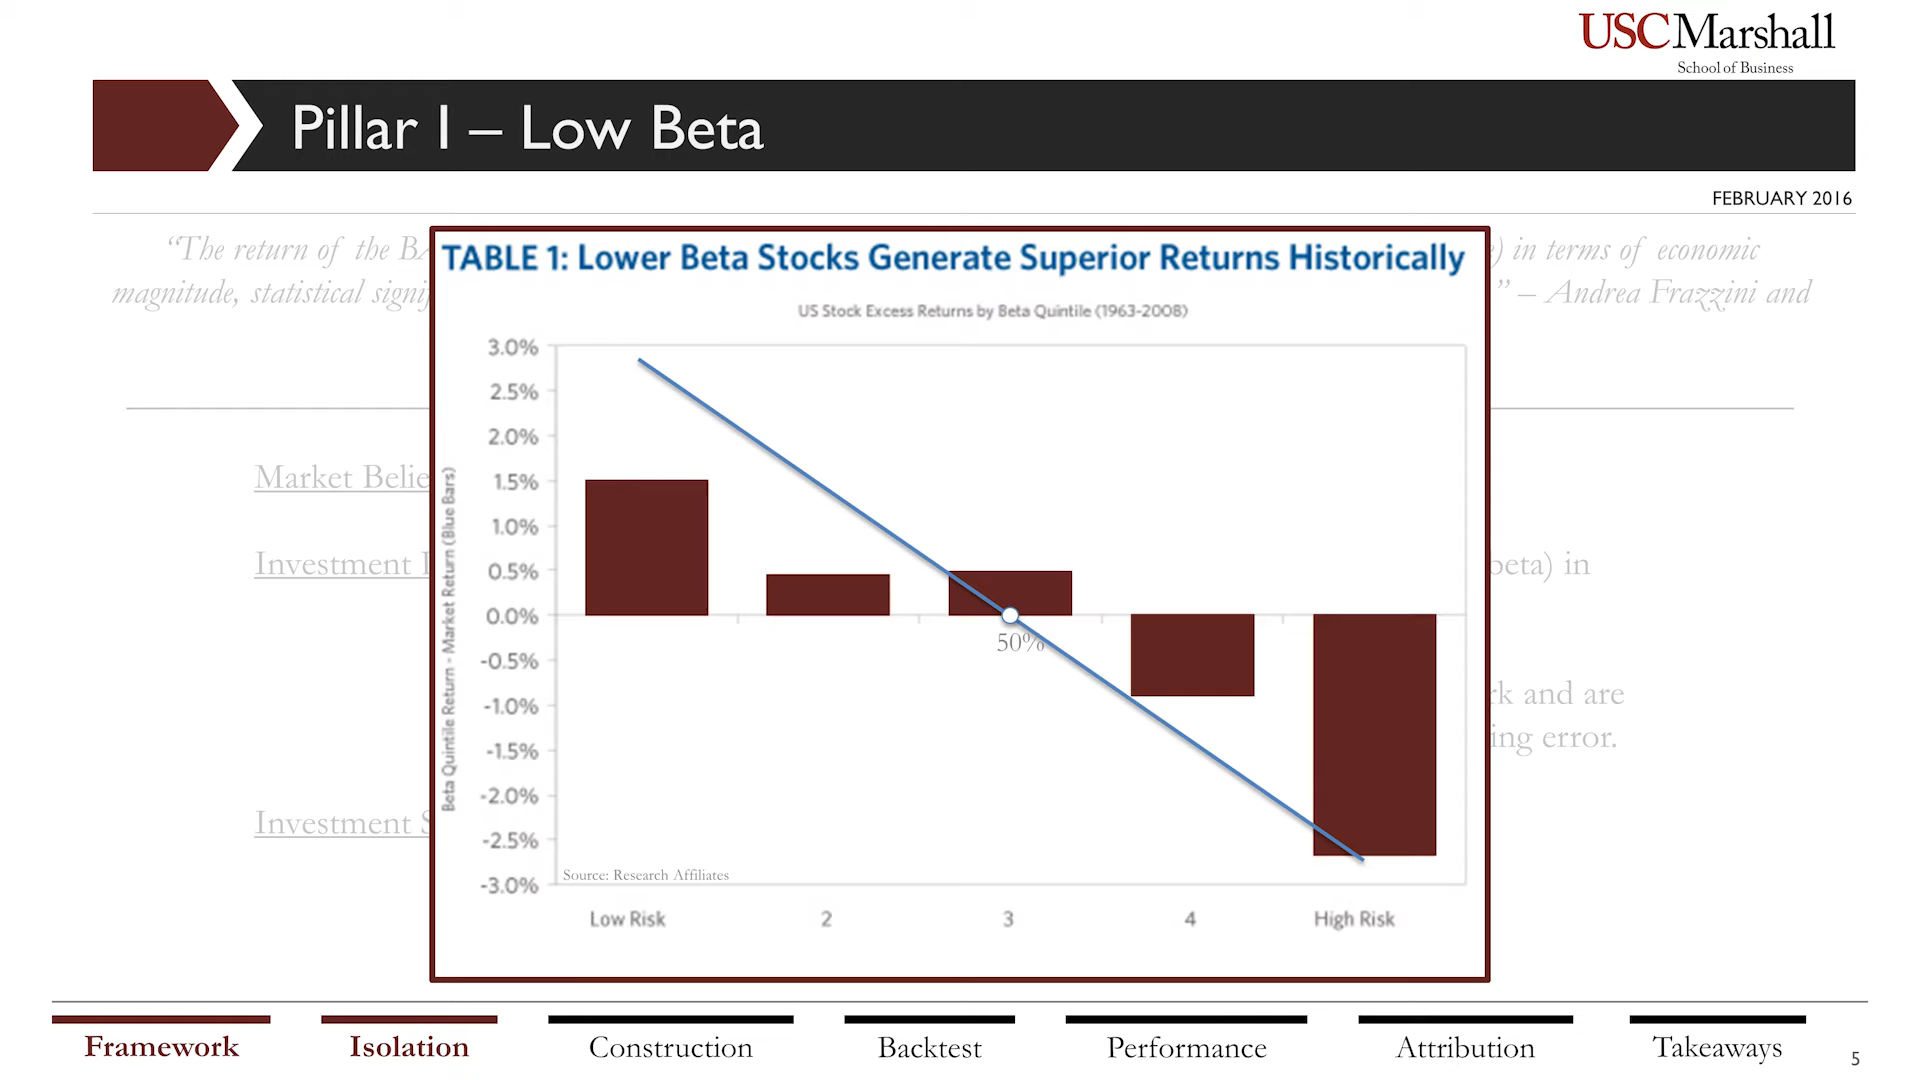 USCMarshall
School of Business
Pillar I – Low Beta
FEBRUARY 2016
“The return of the
) in terms of economic
magnitude, statistical
” – Andrea Frazzini and
TABLE 1: Lower Beta Stocks Generate Superior Returns Historically
US Stock Excess Returns by Beta Quintile (1963-2008)
Beta Quintile Return - Market Return (Blue Bars)
3.0%
2.5%
2.0%
1.5%
1.0%
0.5%
0.0%
-0.5%
-1.0%
-1.5%
-2.0%
-2.5%
-3.0%
50%
Source: Research Affiliates
Low Risk 2 3 4 High Risk
Market
Investment
beta) in
and are
error.
Investment
Framework Isolation Construction Backtest Performance Attribution Takeaways
5